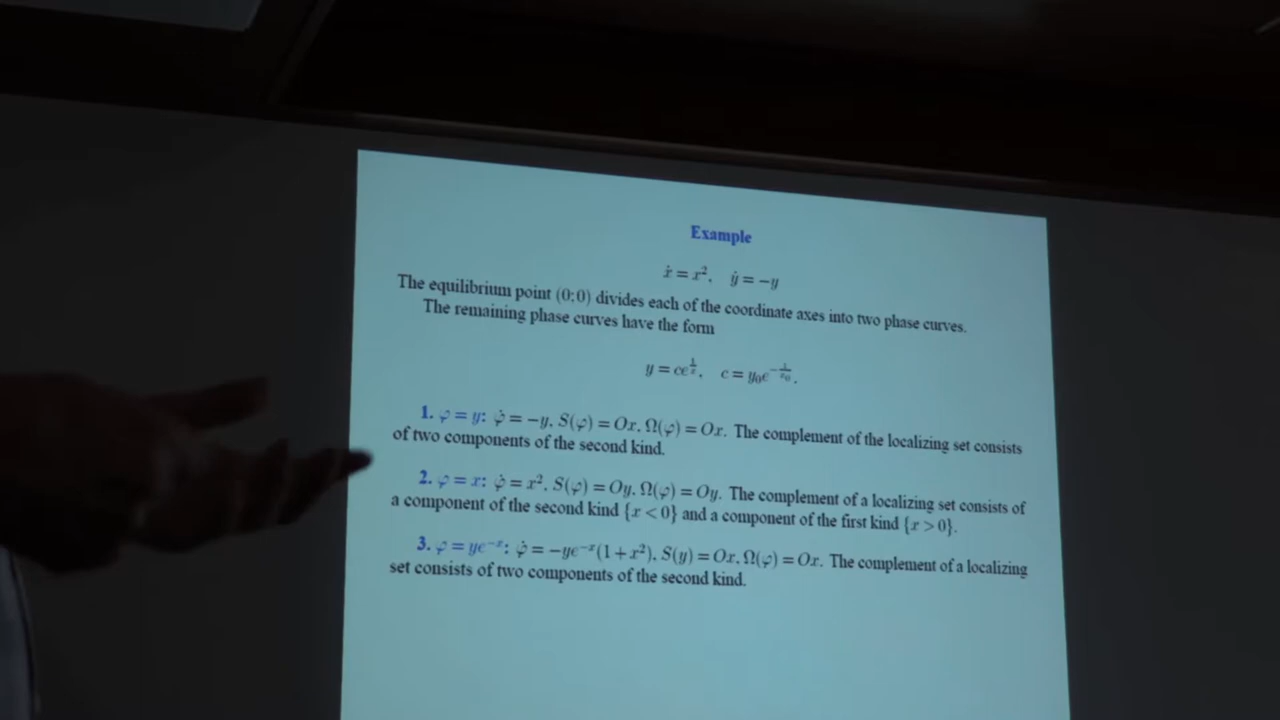 Example
ẋ = x², ẏ = −y
The equilibrium point (0;0) divides each of the coordinate axes into two phase curves.
The remaining phase curves have the form
y = ce^{1/x}, c = y₀e^{−1/x₀}.
1. φ = y: φ̇ = −y, S(φ) = Ox, Ω(φ) = Ox. The complement of the localizing set consists
of two components of the second kind.
2. φ = x: φ̇ = x², S(φ) = Oy, Ω(φ) = Oy. The complement of a localizing set consists of
a component of the second kind {x < 0} and a component of the first kind {x > 0}.
3. φ = ye^{−x}: φ̇ = −ye^{−x}(1 + x²), S(y) = Ox, Ω(φ) = Ox. The complement of a localizing
set consists of two components of the second kind.